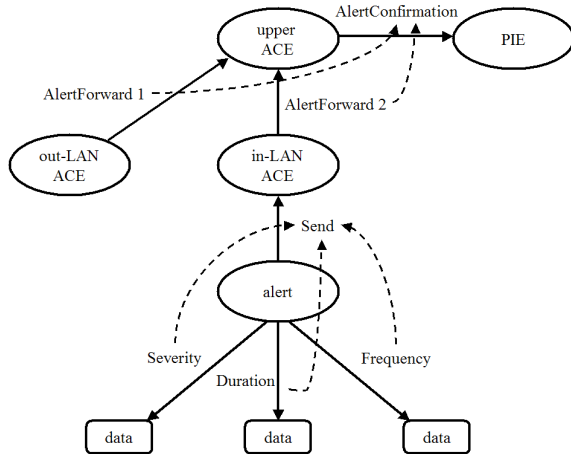 upper
ACE
AlertConfirmation
PIE
AlertForward 1
AlertForward 2
out-LAN
ACE
in-LAN
ACE
Send
alert
Severity
Duration
Frequency
data
data
data